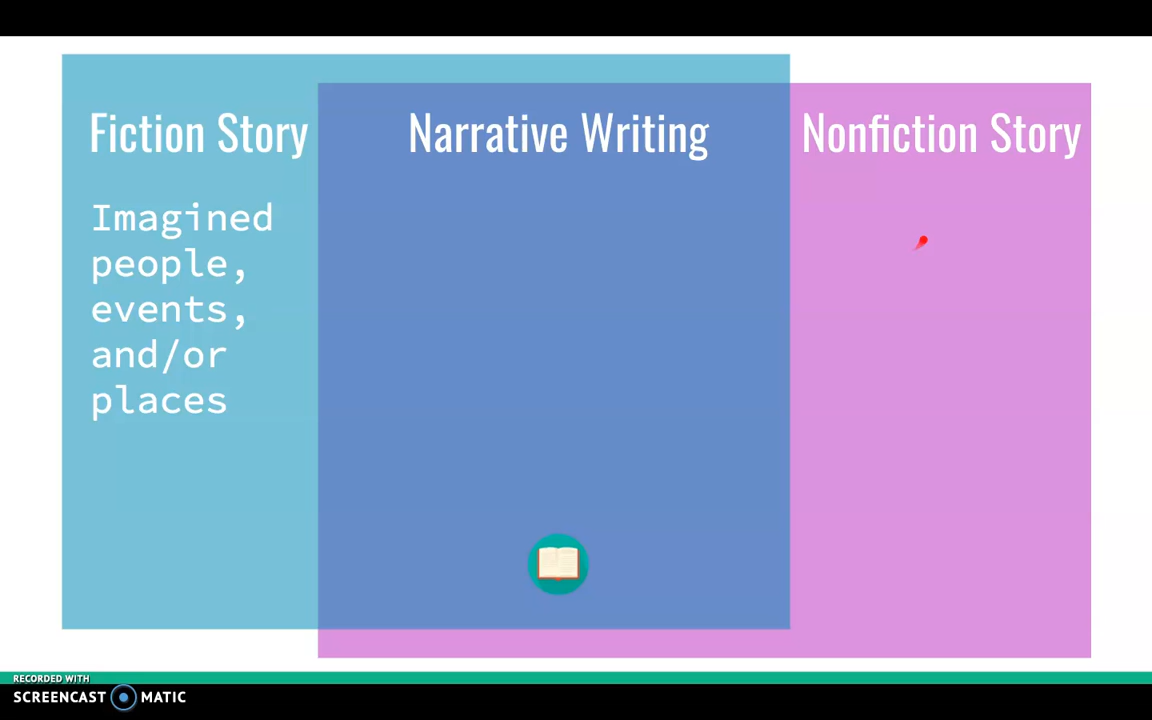 Fiction Story
Narrative Writing
Nonfiction Story
Imagined
people,
events,
and/or
places
RECORDED WITH
SCREENCAST MATIC